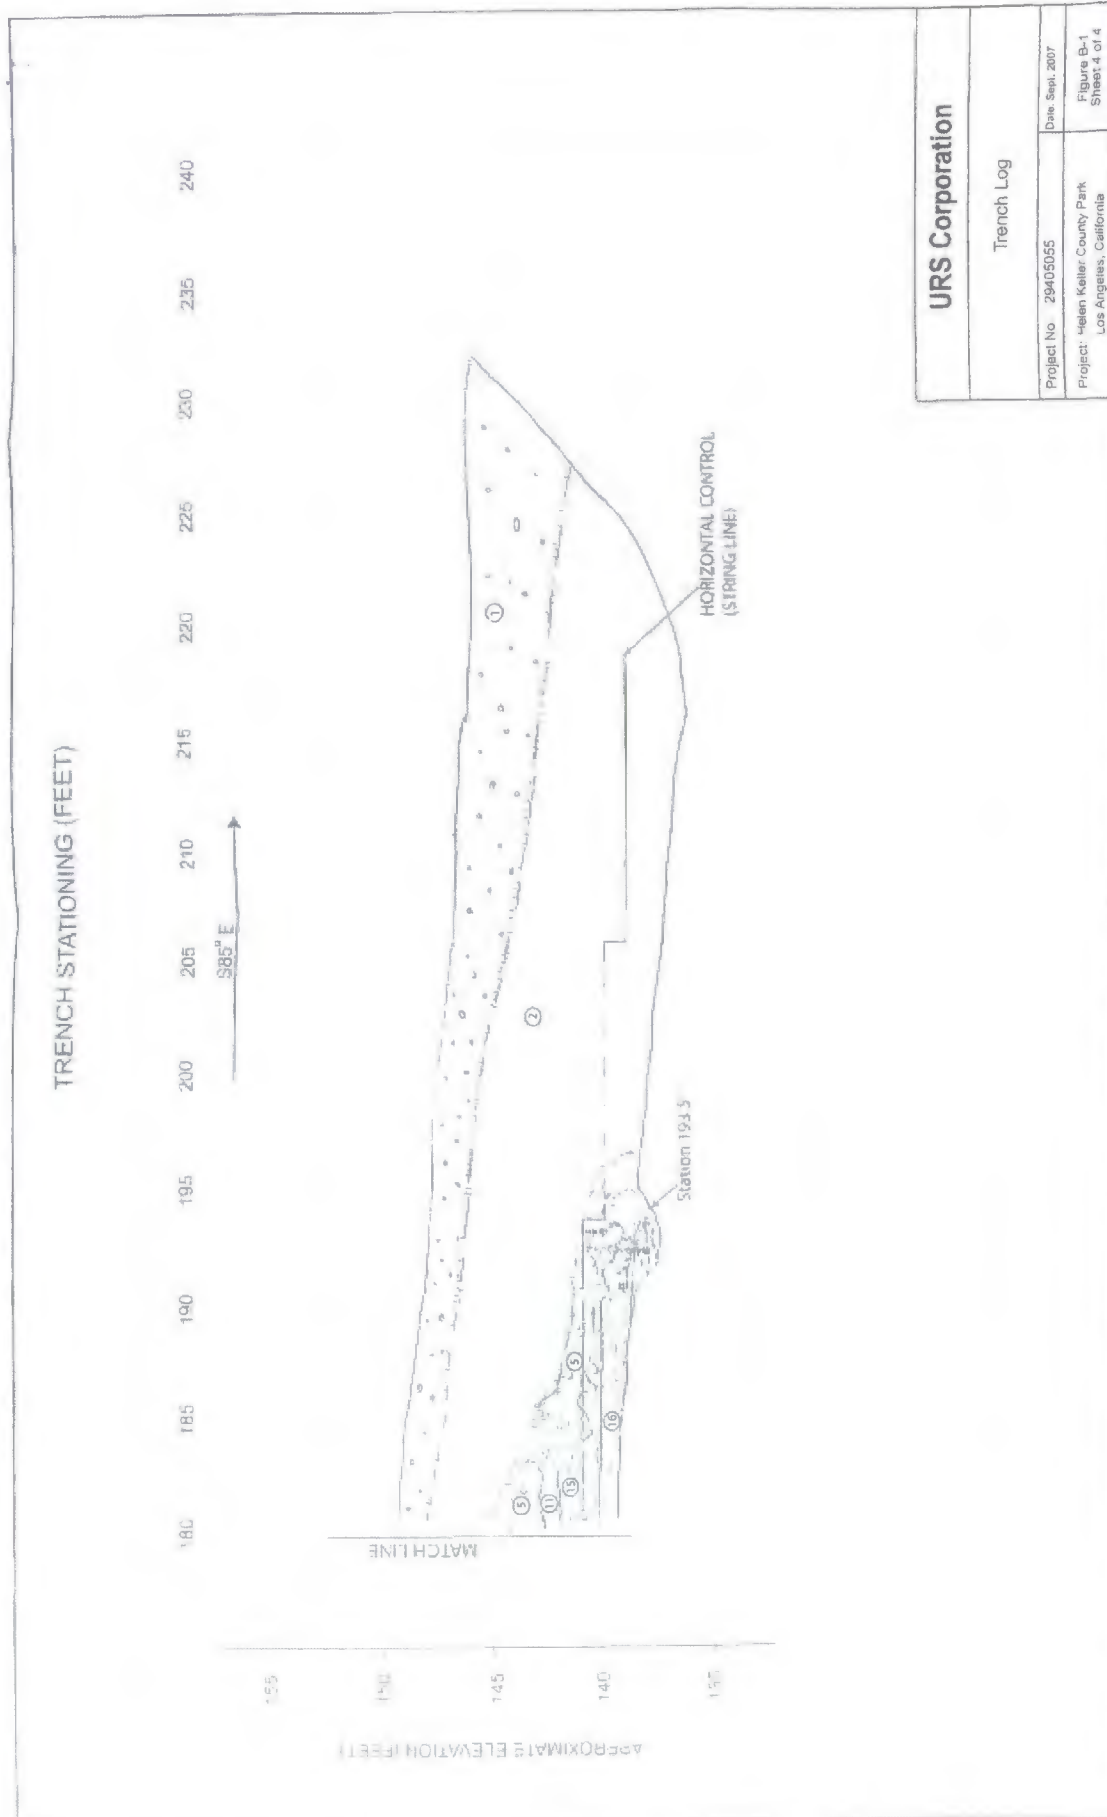 TRENCH STATIONING (FEET)
180 185 190 195 200 205 210 215 220 225 230 235 240
S85° E
APPROXIMATE ELEVATION (FEET)
155
150
145
140
135
MATCH LINE
1
2
5
11
15
5
16
Station 193.5
HORIZONTAL CONTROL
(STRING LINE)
URS Corporation
Trench Log
Project No. 29405055
Date: Sept. 2007
Project: Helen Keller County Park
Los Angeles, California
Figure B-1
Sheet 4 of 4